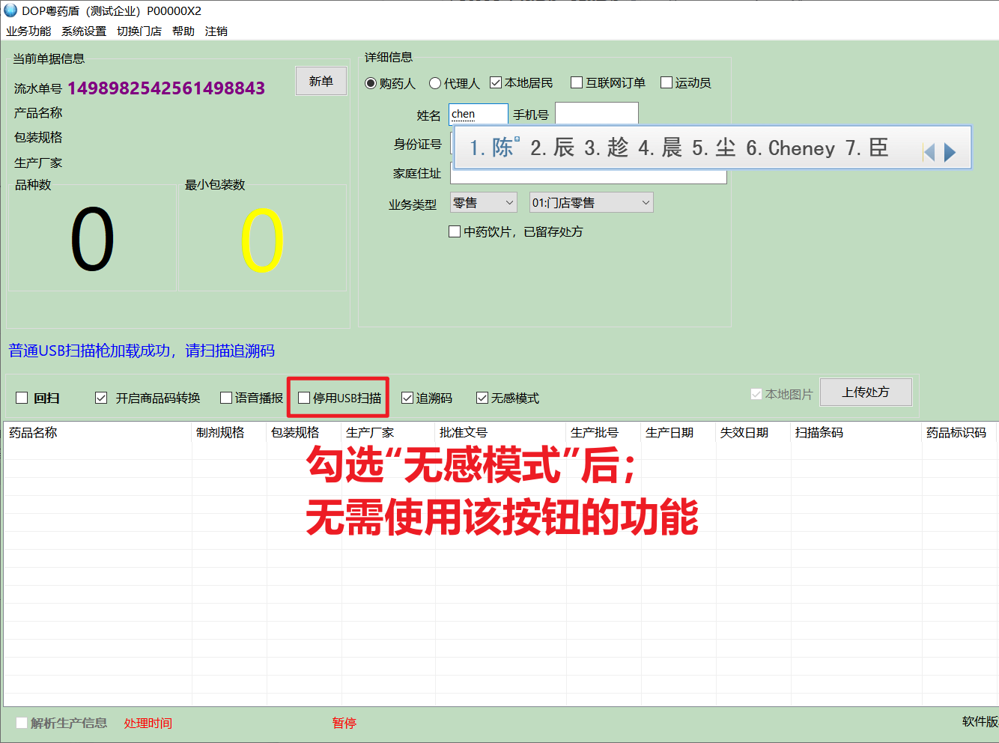 DOP粤药盾（测试企业）P00000X2
业务功能 系统设置 切换门店 帮助 注销
当前单据信息
流水单号 1498982542561498843
新单
产品名称
包装规格
生产厂家
品种数
最小包装数
0
0
详细信息
购药人 代理人 本地居民 互联网订单 运动员
姓名 chen 手机号
1. 陈 2. 辰 3. 趁 4. 晨 5. 尘 6. Cheney 7. 臣
身份证号
家庭住址
业务类型 零售 01:门店零售
中药饮片，已留存处方
普通USB扫描枪加载成功，请扫描追溯码
回扫 开启商品码转换 语音播报 停用USB扫描 追溯码 无感模式 本地图片 上传处方
药品名称 制剂规格 包装规格 生产厂家 批准文号 生产批号 生产日期 失效日期 扫描条码 药品标识码
勾选“无感模式”后；
无需使用该按钮的功能
解析生产信息 处理时间 暂停 软件版